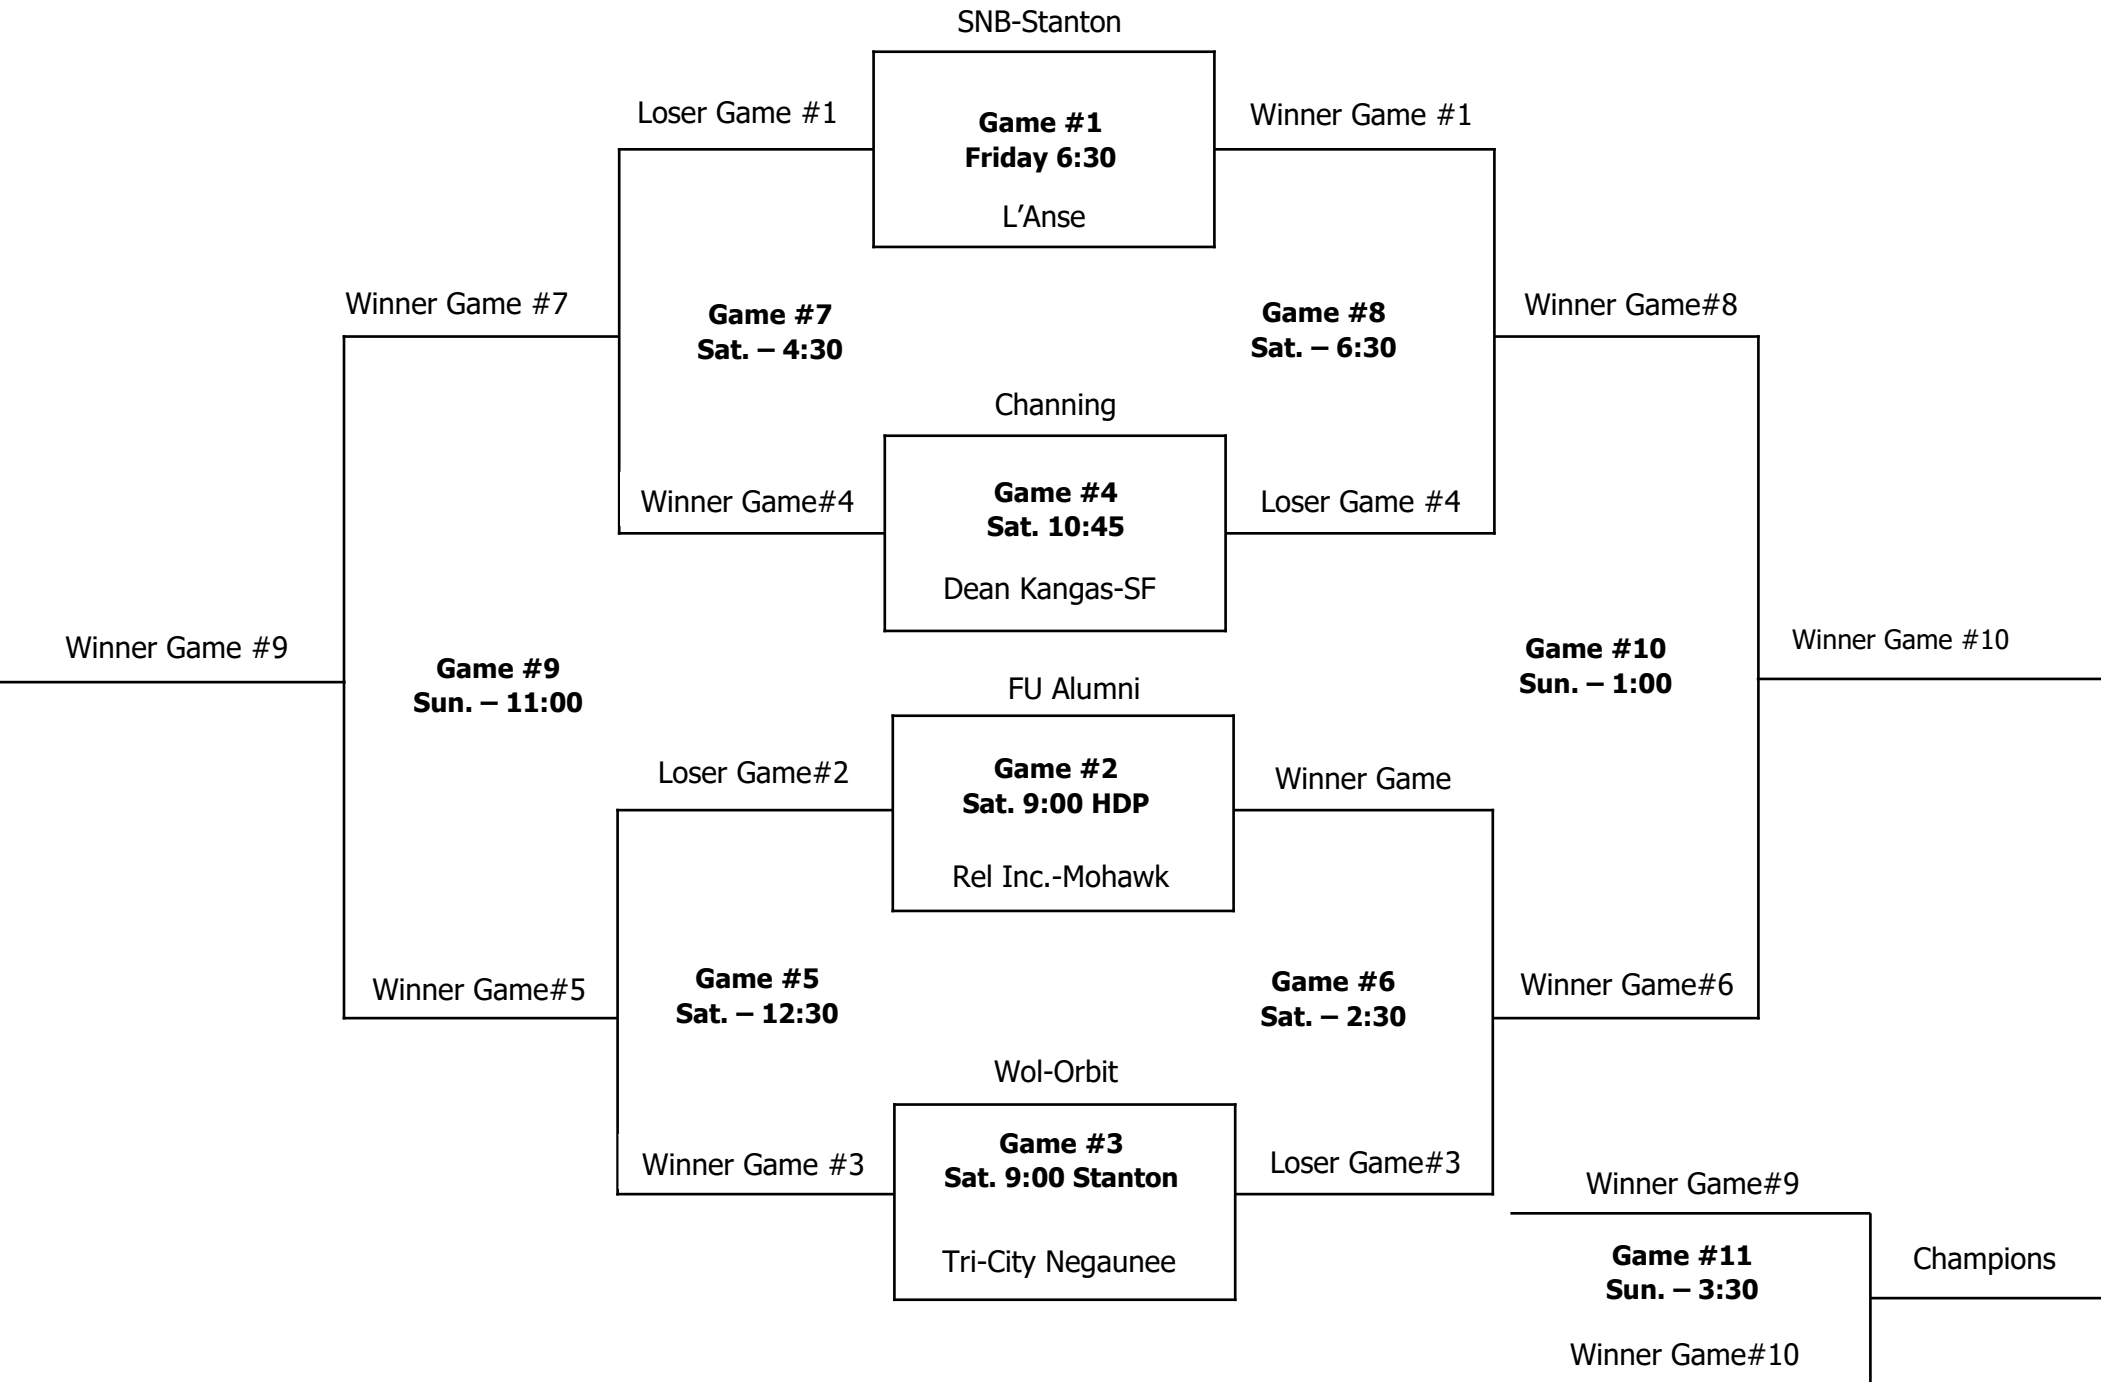 SNB-Stanton
Loser Game #1
Game #1
Friday 6:30
Winner Game #1
L’Anse
Winner Game #7
Game #7
Sat. – 4:30
Game #8
Sat. – 6:30
Winner Game#8
Channing
Winner Game#4
Game #4
Sat. 10:45
Loser Game #4
Dean Kangas-SF
Winner Game #9
Game #9
Sun. – 11:00
Game #10
Sun. – 1:00
Winner Game #10
FU Alumni
Loser Game#2
Game #2
Sat. 9:00 HDP
Winner Game
Rel Inc.-Mohawk
Winner Game#5
Game #5
Sat. – 12:30
Game #6
Sat. – 2:30
Winner Game#6
Wol-Orbit
Winner Game #3
Game #3
Sat. 9:00 Stanton
Loser Game#3
Tri-City Negaunee
Winner Game#9
Game #11
Sun. – 3:30
Champions
Winner Game#10